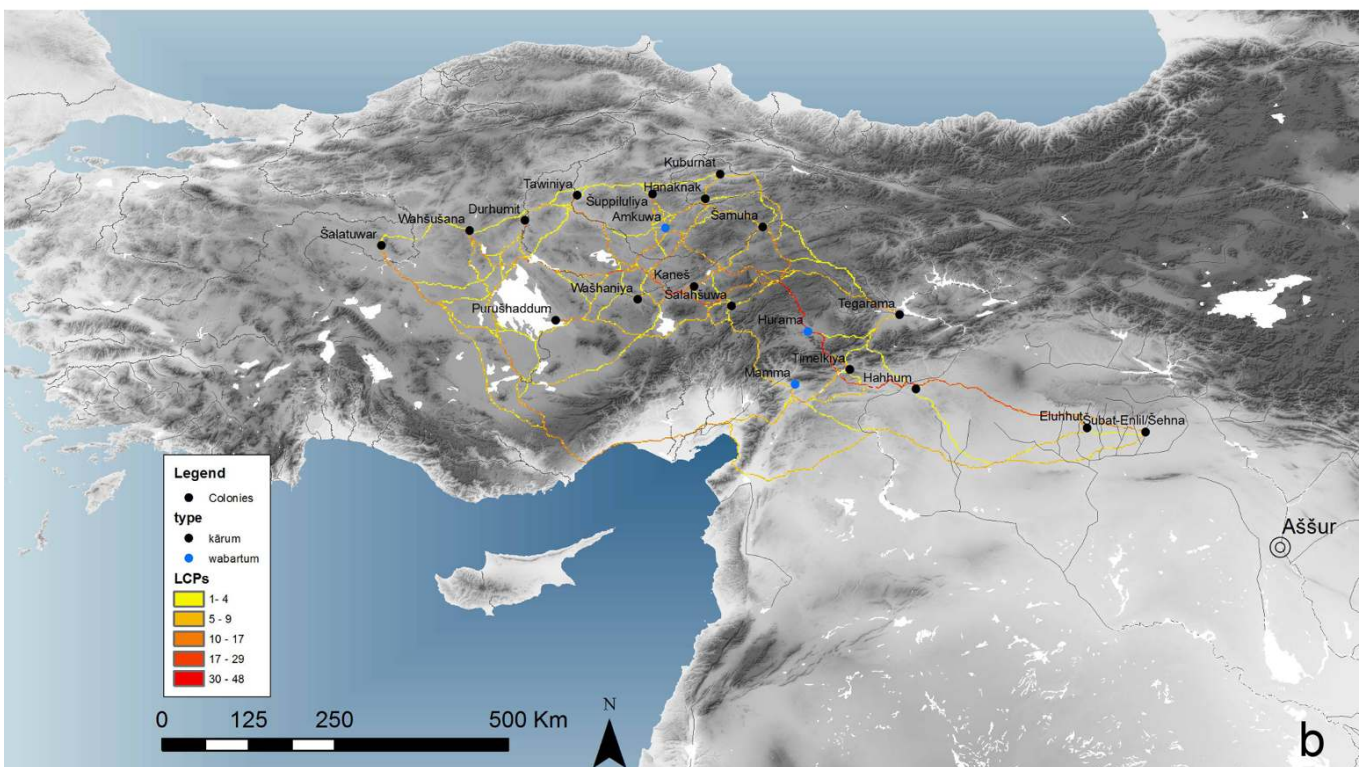 Kuburnat
Tawiniya
Hanaknak
Šuppiluliya
Durhumit
Amkuwa
Šamuha
Wahšušana
Šalatuwar
Kaneš
Wašhaniya
Šalahšuwa
Purušhaddum
Tegarama
Hurama
Timelkiya
Mamma
Hahhum
Eluhhut
Šubat-Enlil/Šehna
Aššur
Legend
Colonies
type
kārum
wabartum
LCPs
1- 4
5 - 9
10 - 17
17 - 29
30 - 48
N
0 125 250 500 Km
b